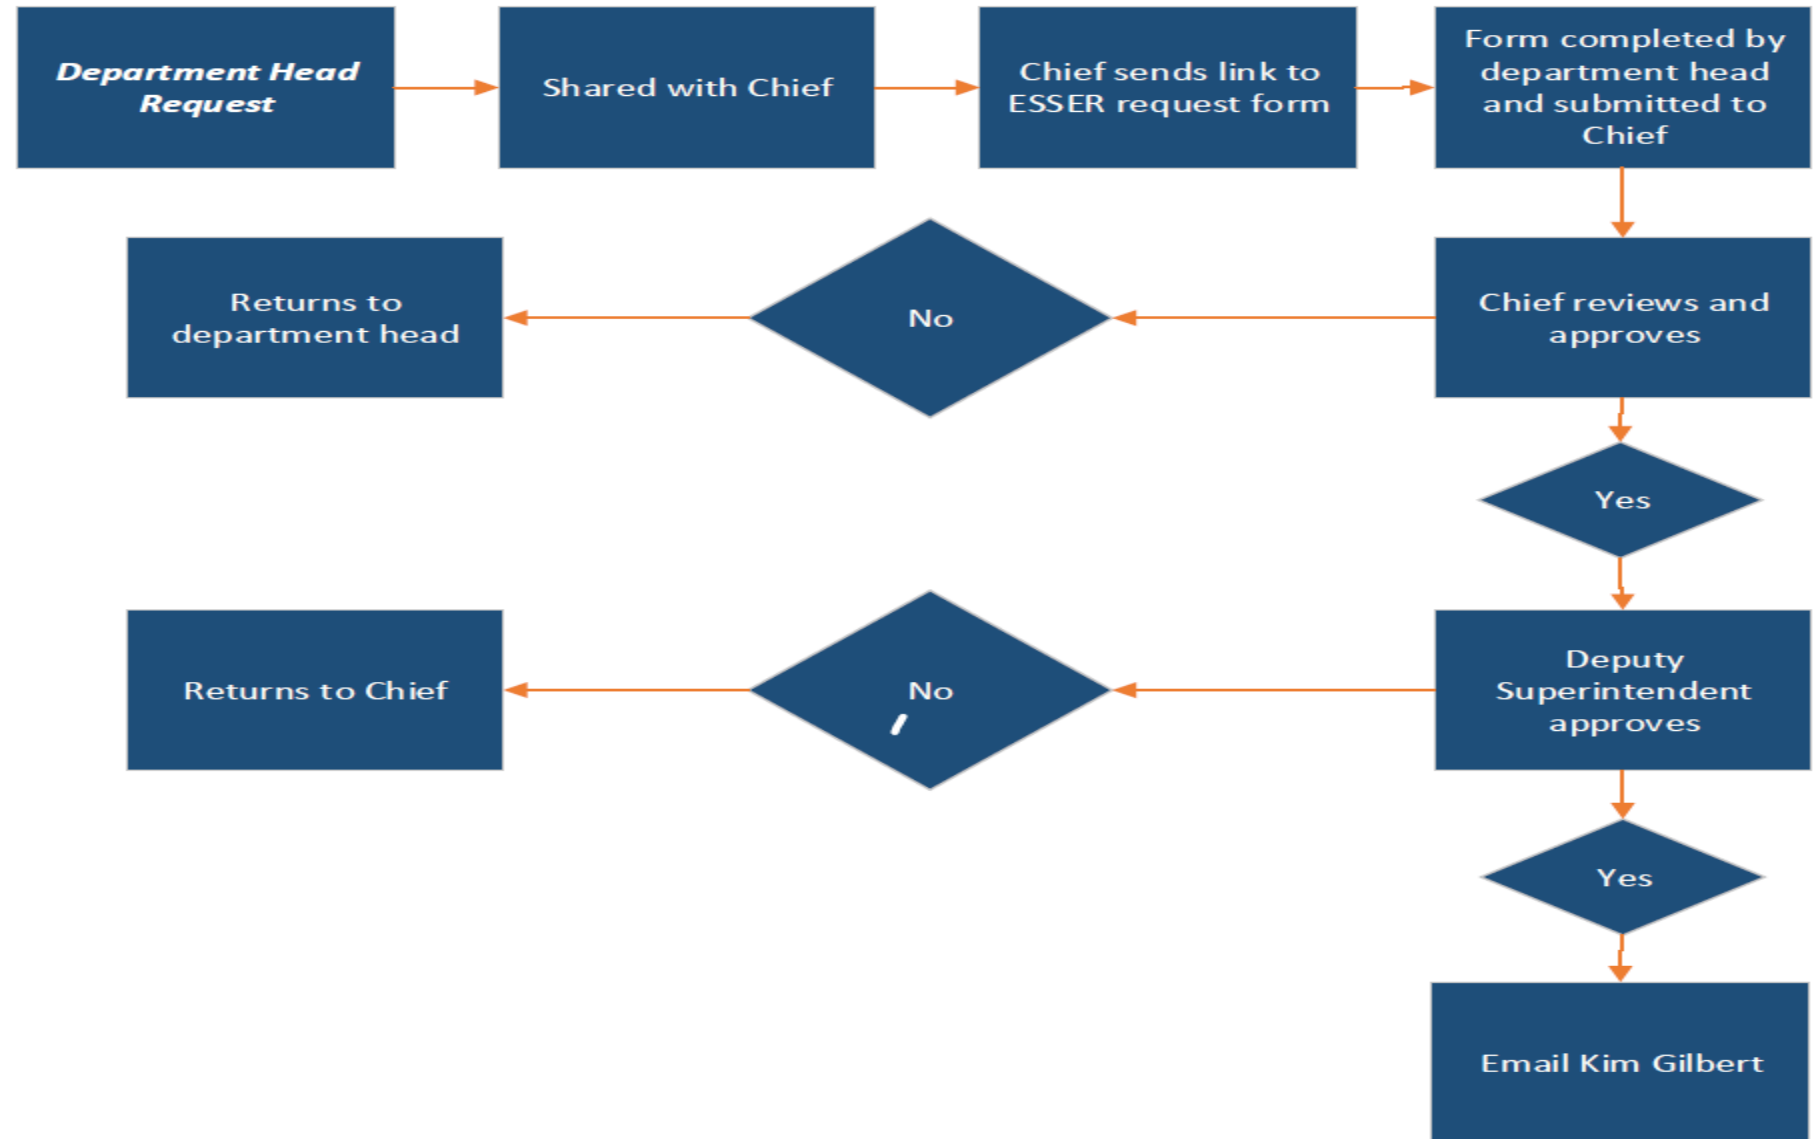 Department Head
Request
Shared with Chief
Chief sends link to
ESSER request form
Form completed by
department head
and submitted to
Chief
Returns to
department head
No
Chief reviews and
approves
Yes
Returns to Chief
No
Deputy
Superintendent
approves
Yes
Email Kim Gilbert